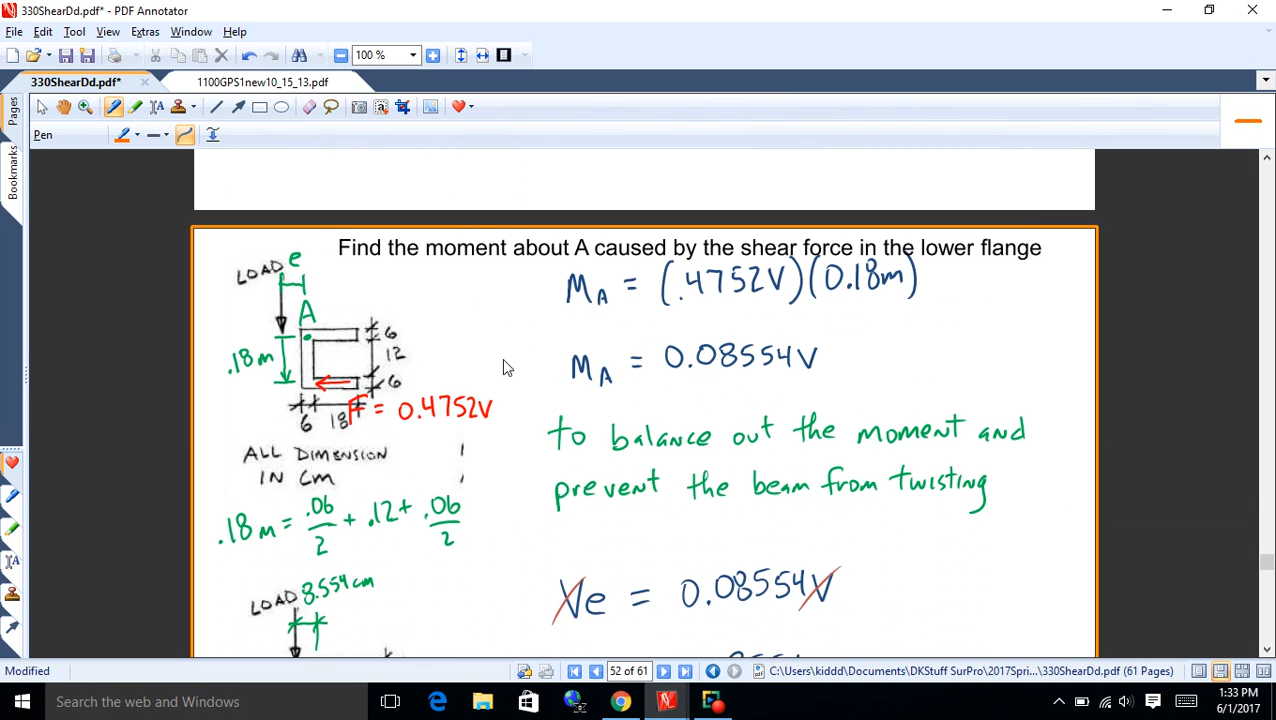 330ShearDd.pdf* - PDF Annotator
File Edit Tool Extras Window Help
100 %
330ShearDd.pdf* 1100GPS1new10_15_13.pdf
Pen
Pages
Bookmarks
Find the moment about A caused by the shear force in the lower flange
LOAD e
A
.18m
6
12
6
6 18
F = 0.4752V
ALL DIMENSION
IN CM
.18m = .06/2 + .12 + .06/2
LOAD 8.554cm
M_A = (.4752V)(0.18m)
M_A = 0.08554V
to balance out the moment and
prevent the beam from twisting
Ve = 0.08554V
Modified
52 of 61
C:\Users\kiddd\Documents\DKStuff SurPro\2017Spri...\330ShearDd.pdf (61 Pages)
Search the web and Windows
1:33 PM
6/1/2017